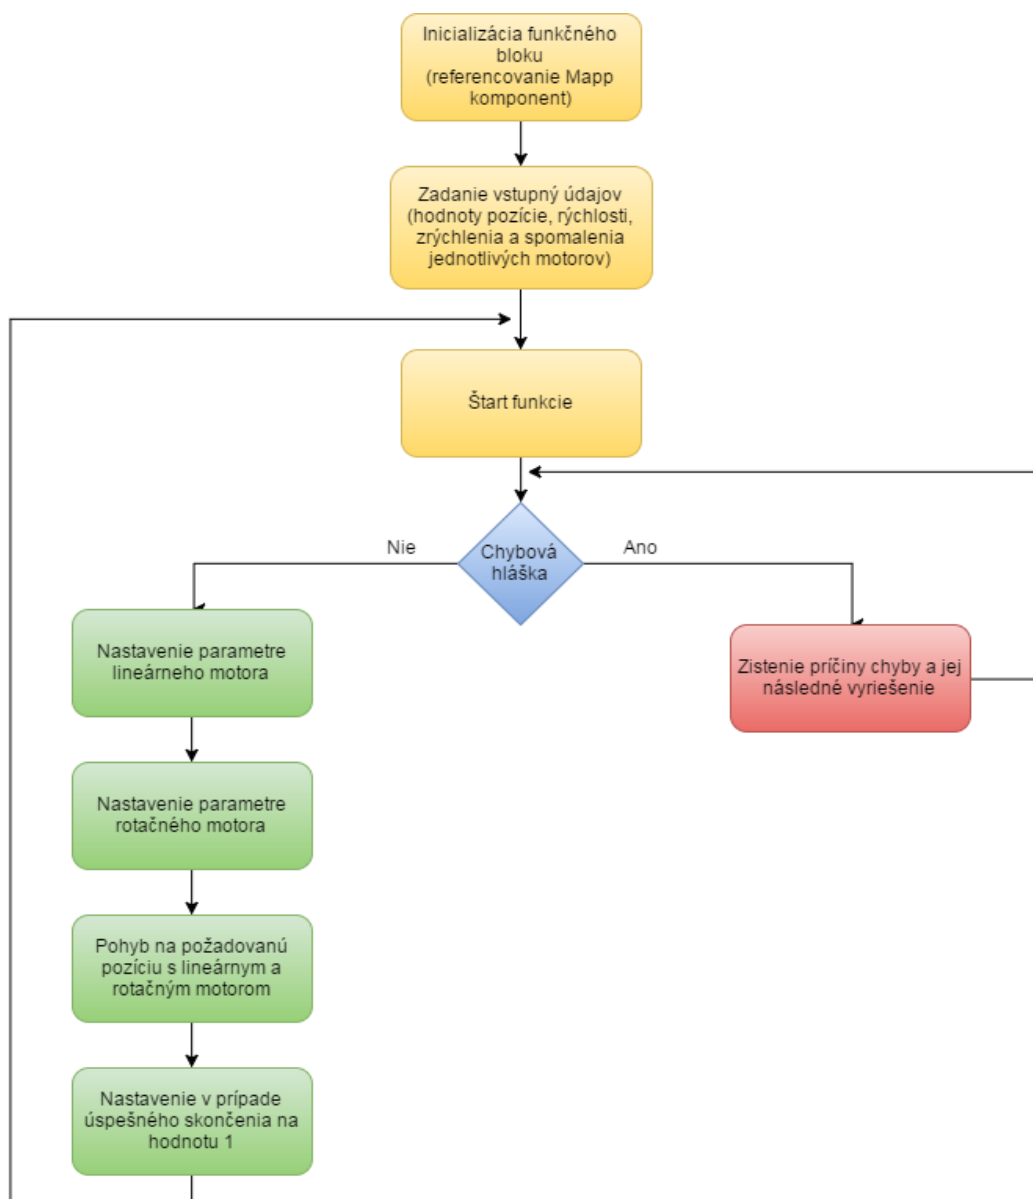 Inicializácia funkčného
bloku
(referencovanie Mapp
komponent)
Zadanie vstupný údajov
(hodnoty pozície, rýchlosti,
zrýchlenia a spomalenia
jednotlivých motorov)
Štart funkcie
Nie
Chybová
hláška
Ano
Nastavenie parametre
lineárneho motora
Zistenie príčiny chyby a jej
následné vyriešenie
Nastavenie parametre
rotačného motora
Pohyb na požadovanú
pozíciu s lineárnym a
rotačným motorom
Nastavenie v prípade
úspešného skončenia na
hodnotu 1